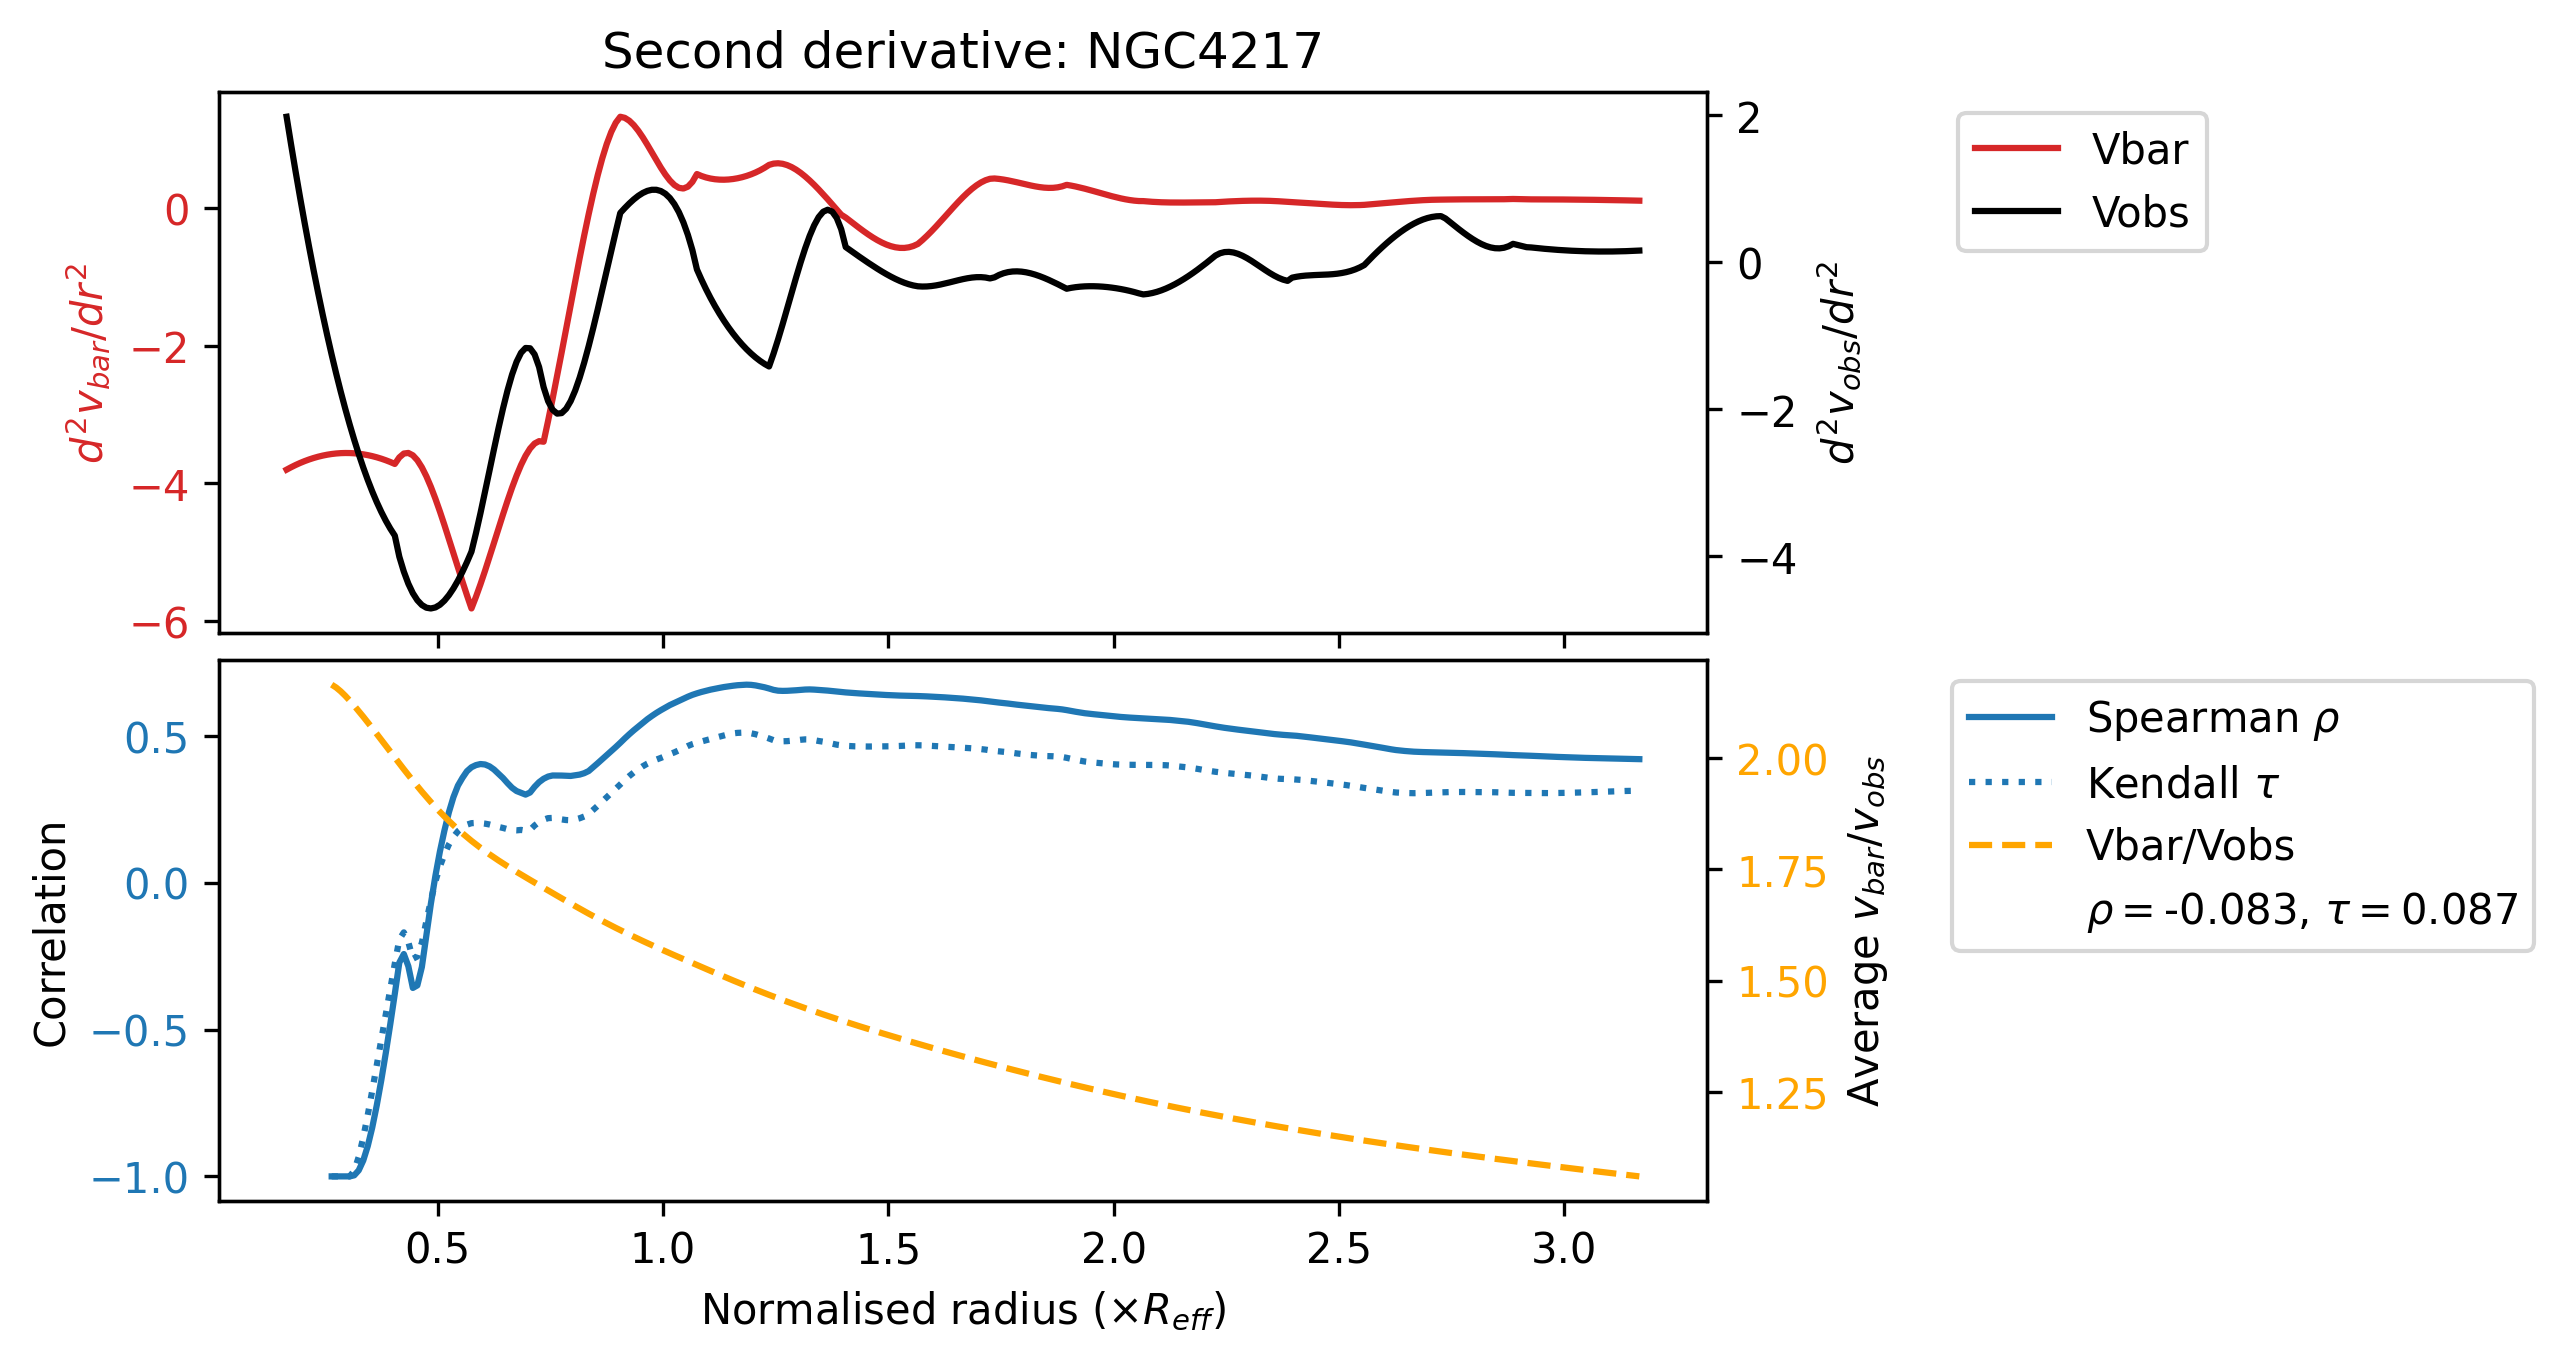 Second derivative: NGC4217
d²v_bar/dr²
0
−2
−4
−6
2
0
−2
−4
d²v_obs/dr²
Vbar
Vobs
Correlation
0.5
0.0
−0.5
−1.0
2.00
1.75
1.50
1.25
Average v_bar/v_obs
Spearman ρ
Kendall τ
Vbar/Vobs
ρ = -0.083, τ = 0.087
0.5 1.0 1.5 2.0 2.5 3.0
Normalised radius (×R_eff)